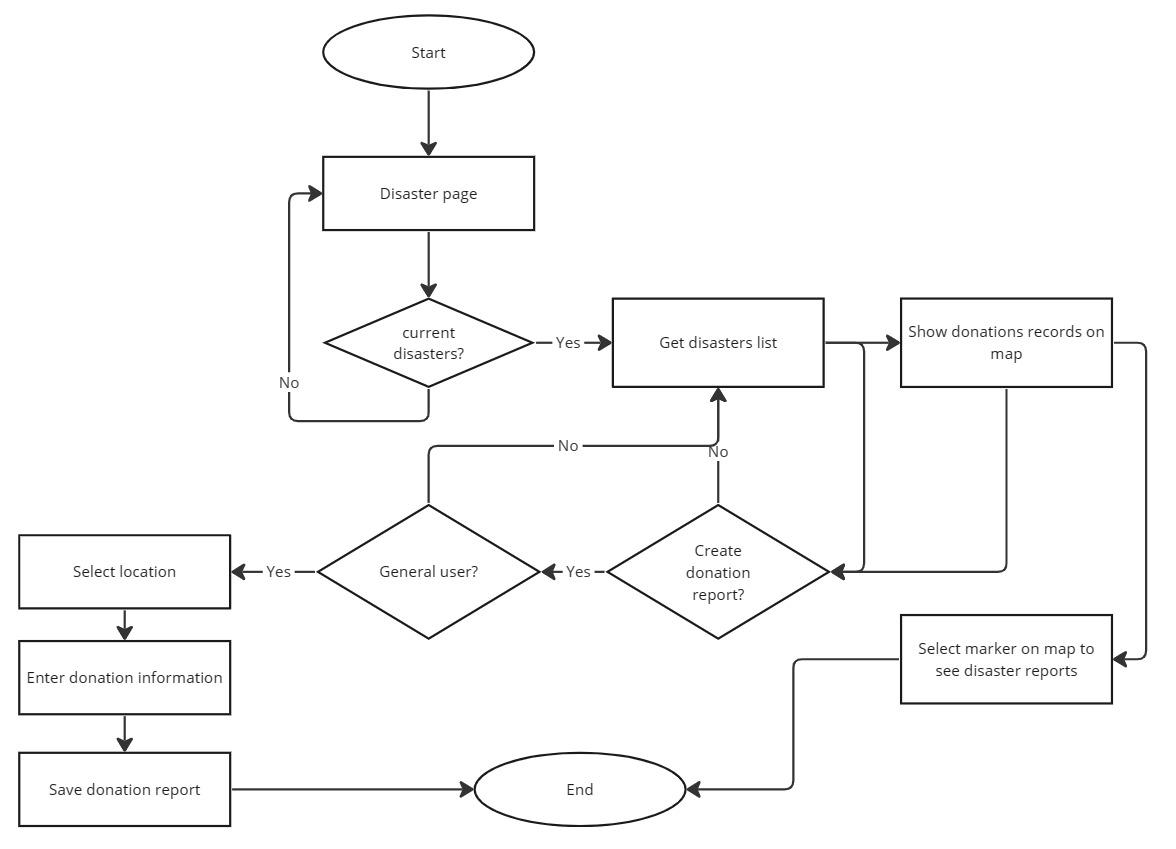 Start
Disaster page
current
disasters?
Yes
Get disasters list
Show donations records on
map
No
No
No
Create
donation
report?
Yes
General user?
Yes
Select location
Select marker on map to
see disaster reports
Enter donation information
Save donation report
End